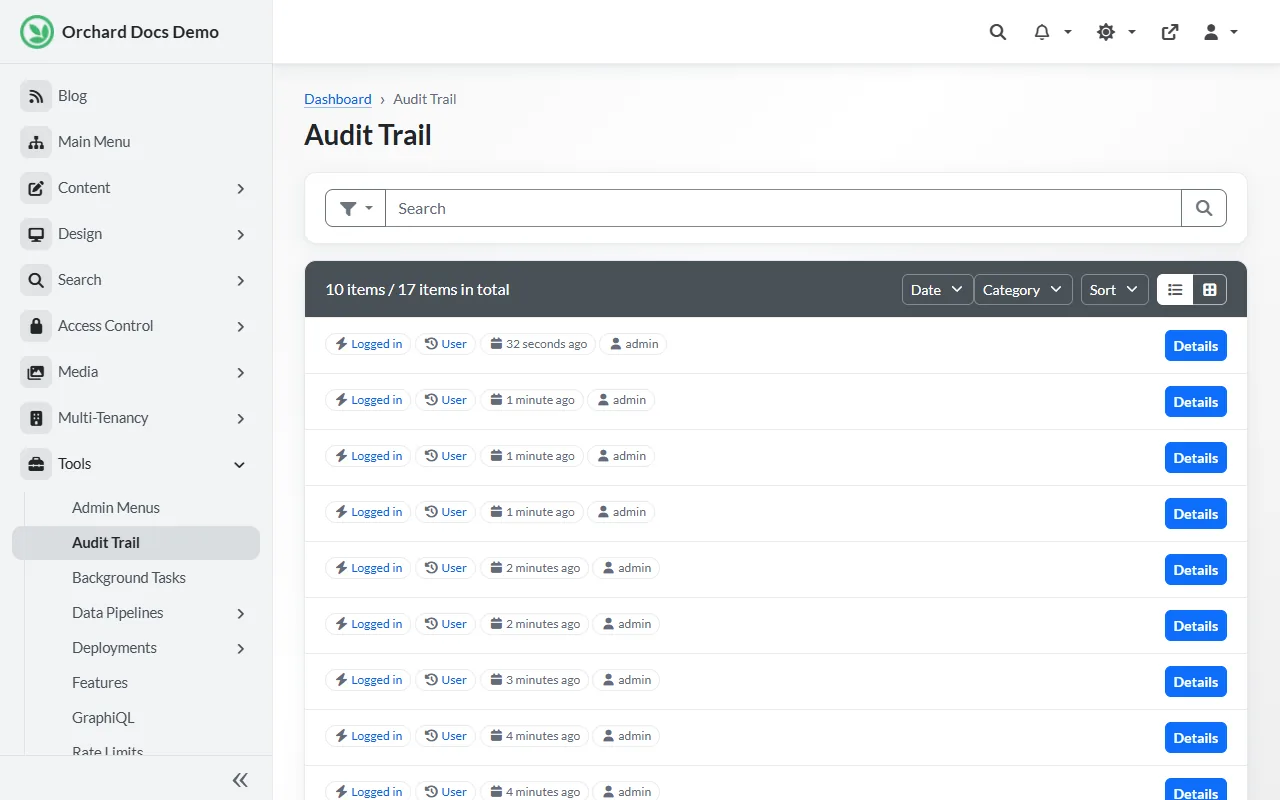 Orchard Docs Demo
Blog
Main Menu
Content
Design
Search
Access Control
Media
Multi-Tenancy
Tools
Admin Menus
Audit Trail
Background Tasks
Data Pipelines
Deployments
Features
GraphiQL
Rate Limits
Dashboard › Audit Trail
Audit Trail
Search
10 items / 17 items in total Date Category Sort
Logged in User 32 seconds ago admin Details
Logged in User 1 minute ago admin Details
Logged in User 1 minute ago admin Details
Logged in User 1 minute ago admin Details
Logged in User 2 minutes ago admin Details
Logged in User 2 minutes ago admin Details
Logged in User 3 minutes ago admin Details
Logged in User 4 minutes ago admin Details
Logged in User 4 minutes ago admin Details